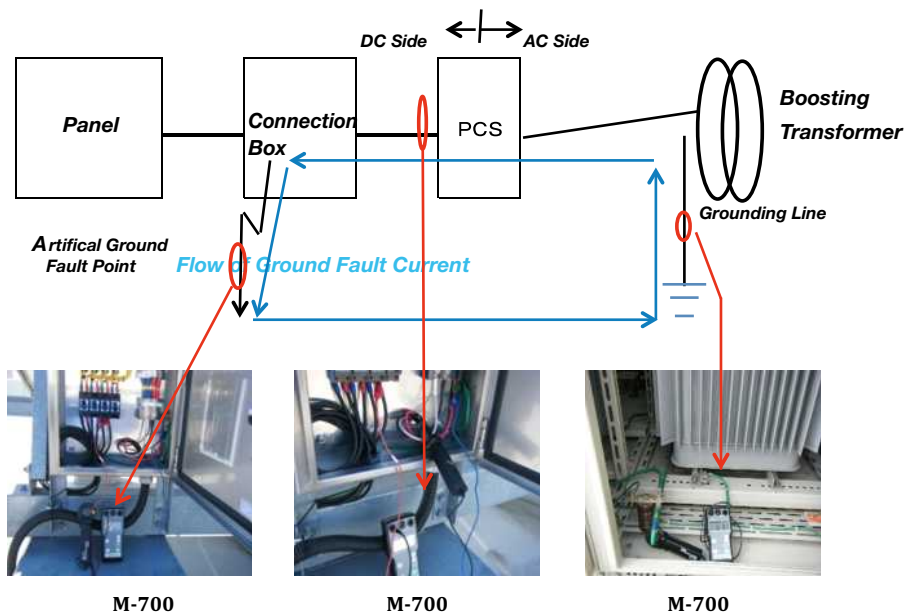 DC Side
AC Side
Panel
Connection
Box
PCS
Boosting
Transformer
Grounding Line
Artifical Ground
Fault Point
Flow of Ground Fault Current
M-700
M-700
M-700